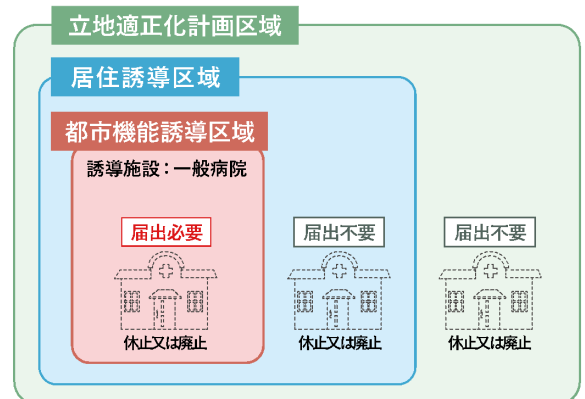 立地適正化計画区域
居住誘導区域
都市機能誘導区域
誘導施設：一般病院
届出必要
届出不要
届出不要
休止又は廃止
休止又は廃止
休止又は廃止